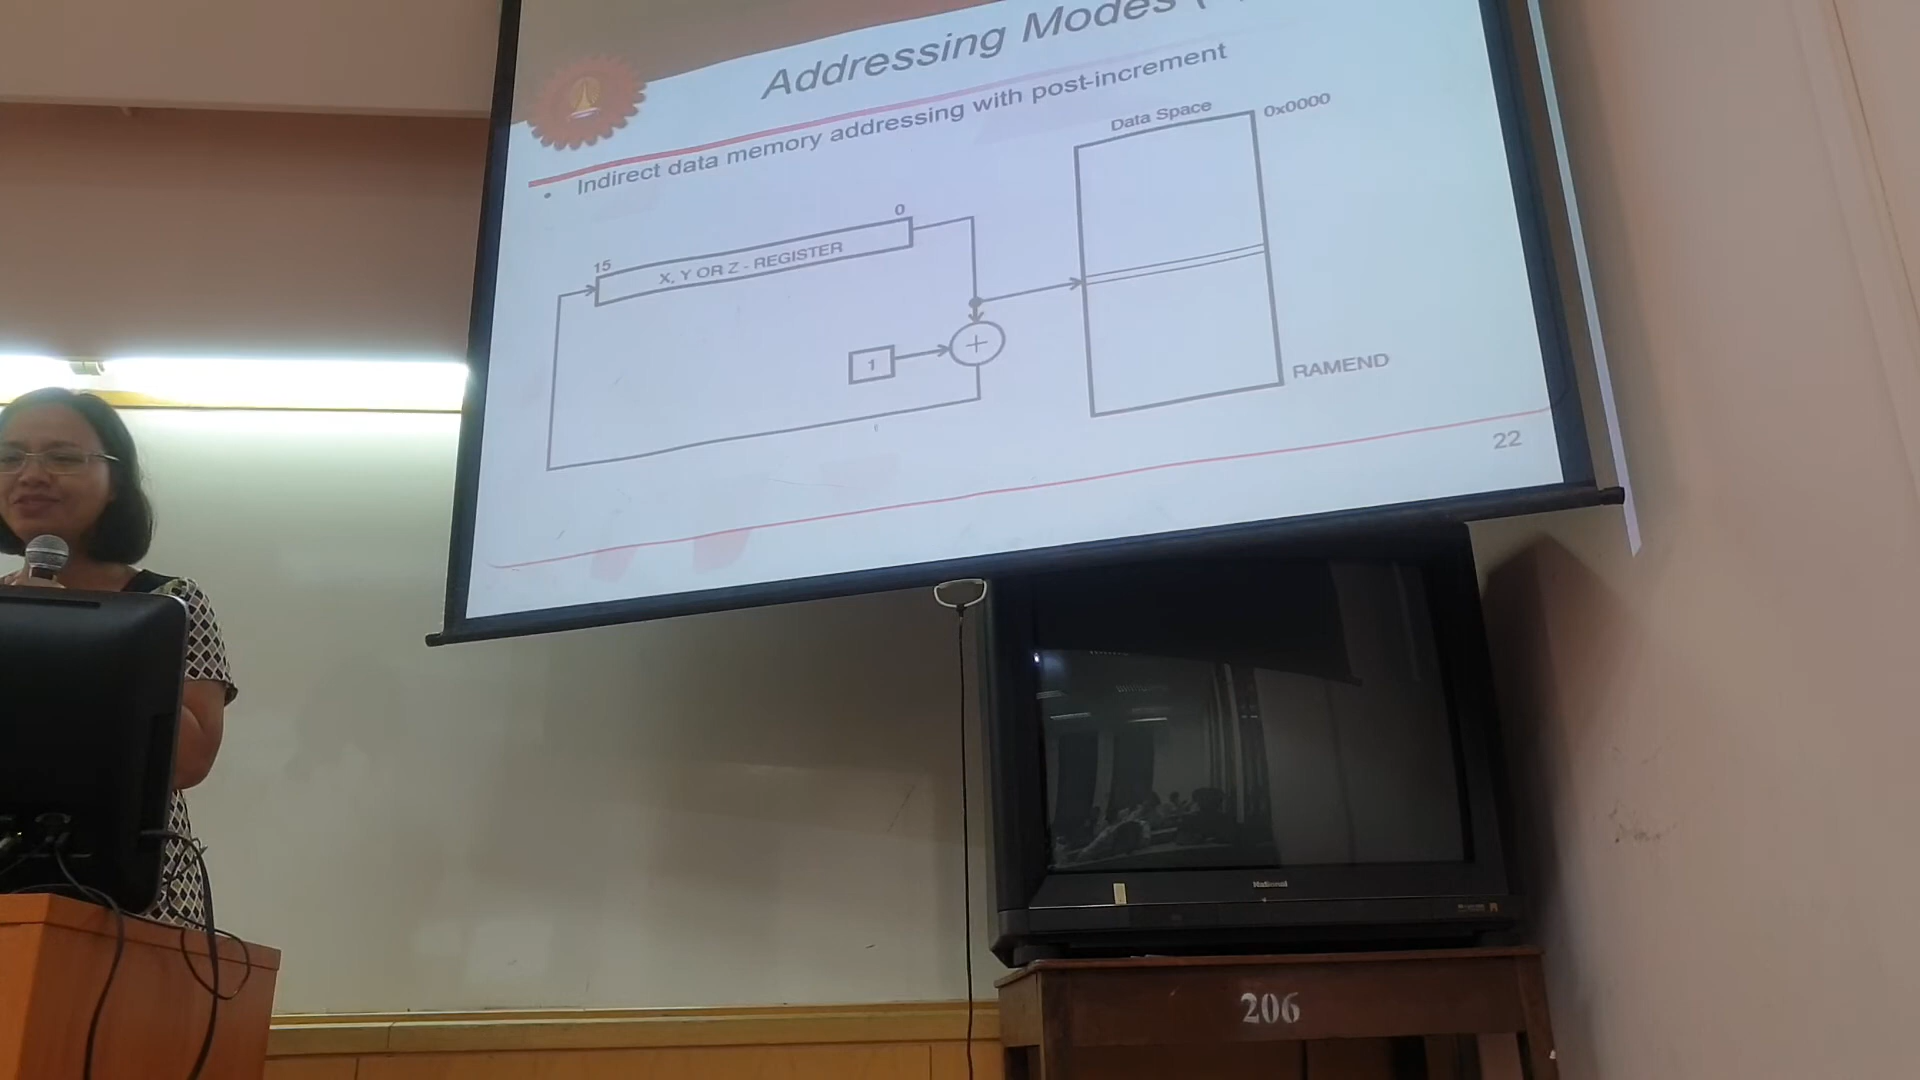 Addressing Modes
• Indirect data memory addressing with post-increment
Data Space
0x0000
15
0
X, Y OR Z - REGISTER
1
+
RAMEND
22
National
206